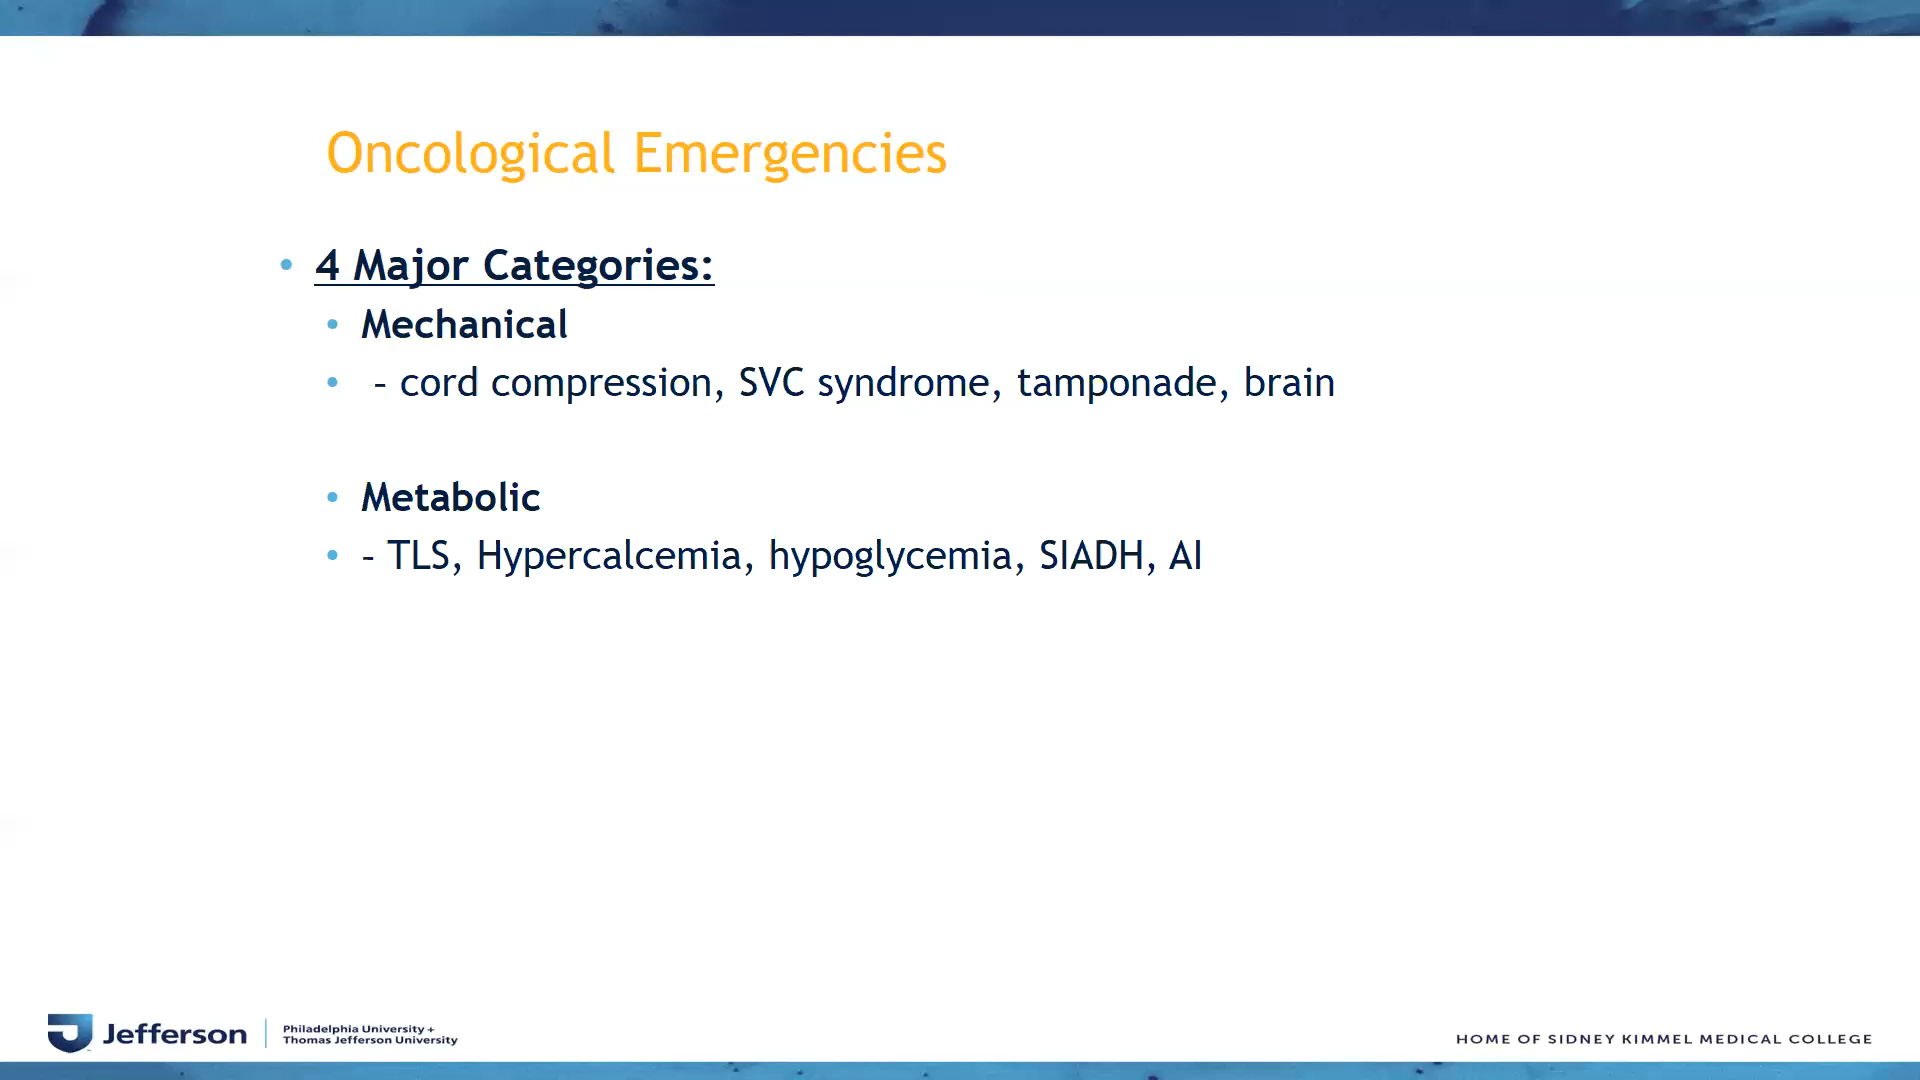 Oncological Emergencies
• 4 Major Categories:
• Mechanical
• – cord compression, SVC syndrome, tamponade, brain
• Metabolic
• – TLS, Hypercalcemia, hypoglycemia, SIADH, AI
Jefferson
Philadelphia University +
Thomas Jefferson University
HOME OF SIDNEY KIMMEL MEDICAL COLLEGE